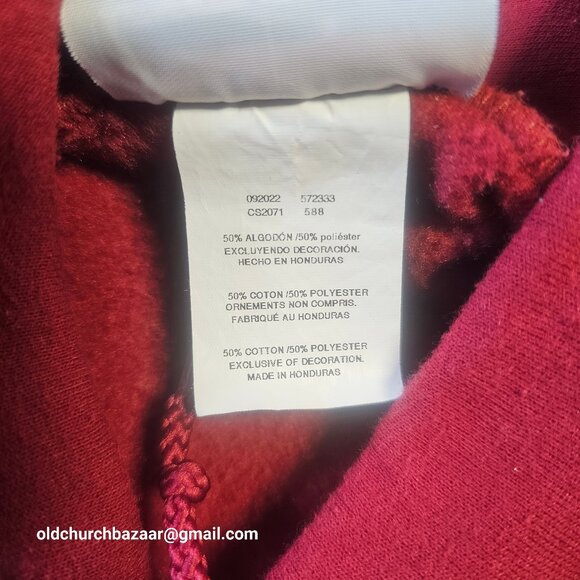 092022 572333
CS2071 588
50% ALGODÓN /50% poliéster
EXCLUYENDO DECORACIÓN.
HECHO EN HONDURAS
50% COTON /50% POLYESTER
ORNEMENTS NON COMPRIS.
FABRIQUÉ AU HONDURAS
50% COTTON /50% POLYESTER
EXCLUSIVE OF DECORATION.
MADE IN HONDURAS
oldchurchbazaar@gmail.com